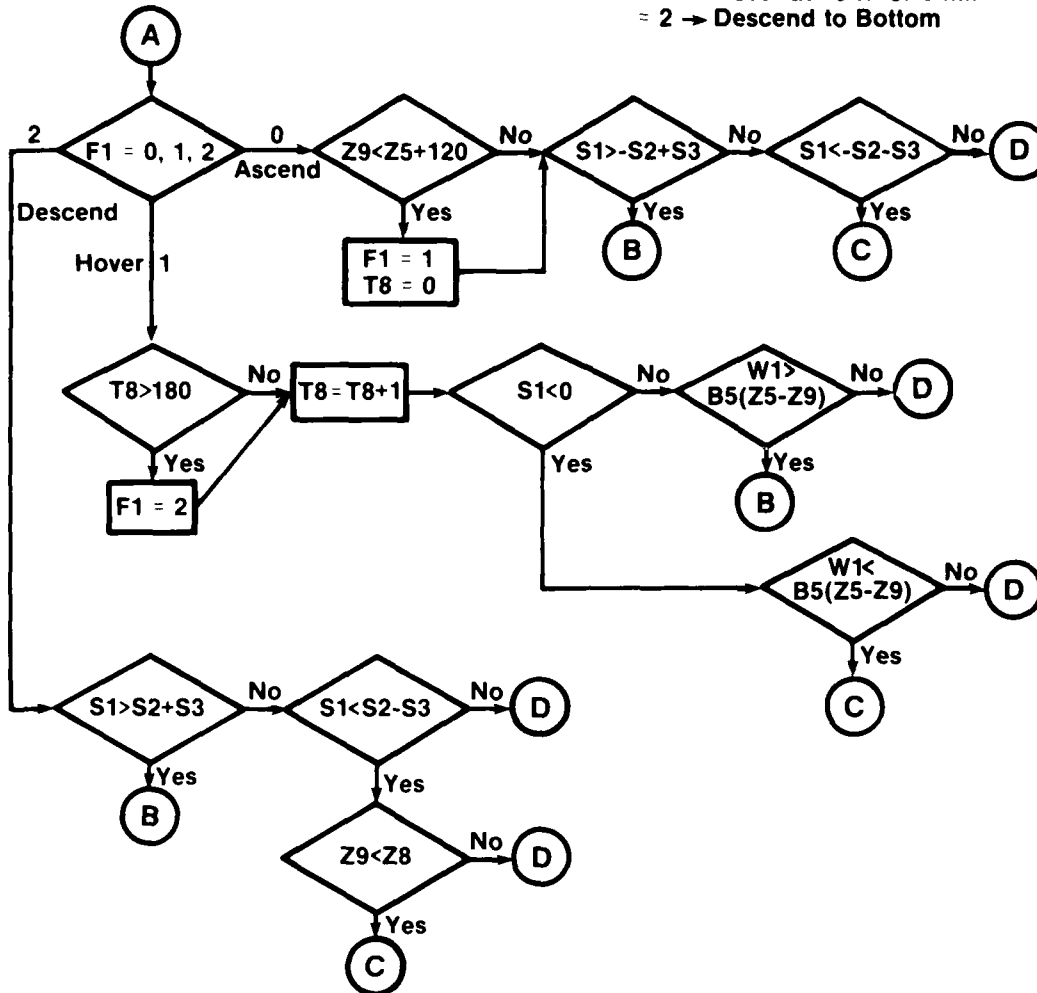 = 2 → Descend to Bottom
A
F1 = 0, 1, 2
2
0
Ascend
Descend
Hover 1
Z9<Z5+120
No
Yes
F1 = 1
T8 = 0
S1>-S2+S3
No
Yes
B
S1<-S2-S3
No
D
Yes
C
T8>180
No
Yes
F1 = 2
T8=T8+1
S1<0
No
Yes
W1>
B5(Z5-Z9)
No
D
Yes
B
W1<
B5(Z5-Z9)
No
D
Yes
C
S1>S2+S3
No
Yes
B
S1<S2-S3
No
D
Yes
Z9<Z8
No
D
Yes
C